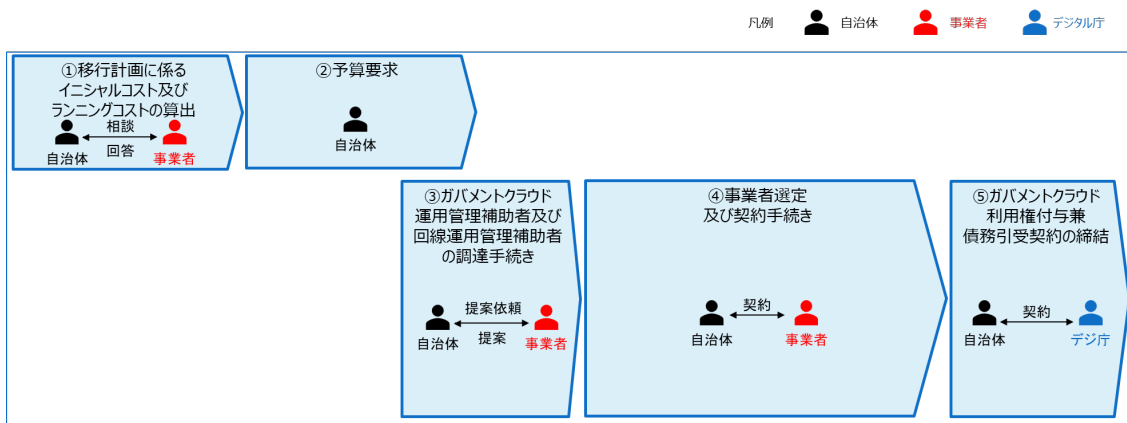 凡例
自治体
事業者
デジタル庁
①移行計画に係る
イニシャルコスト及び
ランニングコストの算出
相談
回答
自治体
事業者
②予算要求
自治体
③ガバメントクラウド
運用管理補助者及び
回線運用管理補助者
の調達手続き
提案依頼
提案
自治体
事業者
④事業者選定
及び契約手続き
契約
自治体
事業者
⑤ガバメントクラウド
利用権付与兼
債務引受契約の締結
契約
自治体
デジ庁